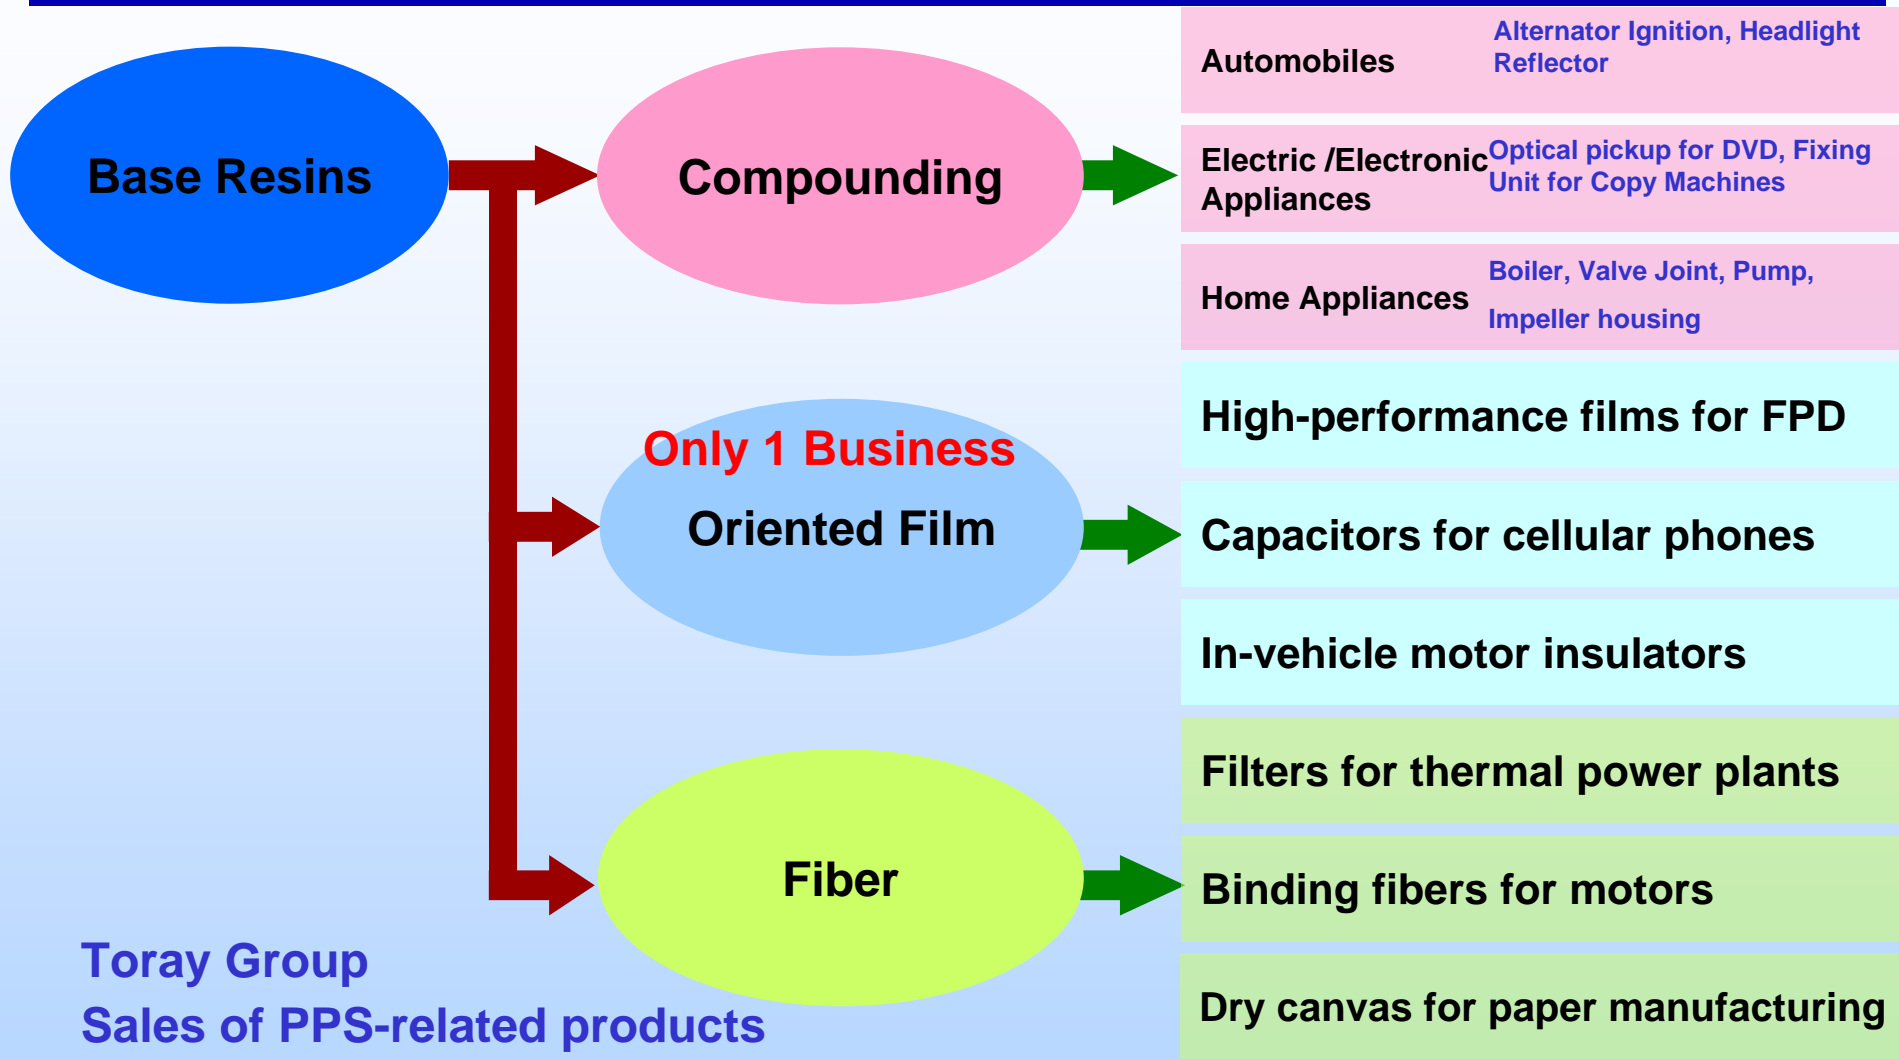 Base Resins
Compounding
Automobiles
Alternator Ignition, Headlight
Reflector
Electric /Electronic
Appliances
Optical pickup for DVD, Fixing
Unit for Copy Machines
Home Appliances
Boiler, Valve Joint, Pump,
Impeller housing
Only 1 Business
Oriented Film
High-performance films for FPD
Capacitors for cellular phones
In-vehicle motor insulators
Fiber
Filters for thermal power plants
Binding fibers for motors
Dry canvas for paper manufacturing
Toray Group
Sales of PPS-related products